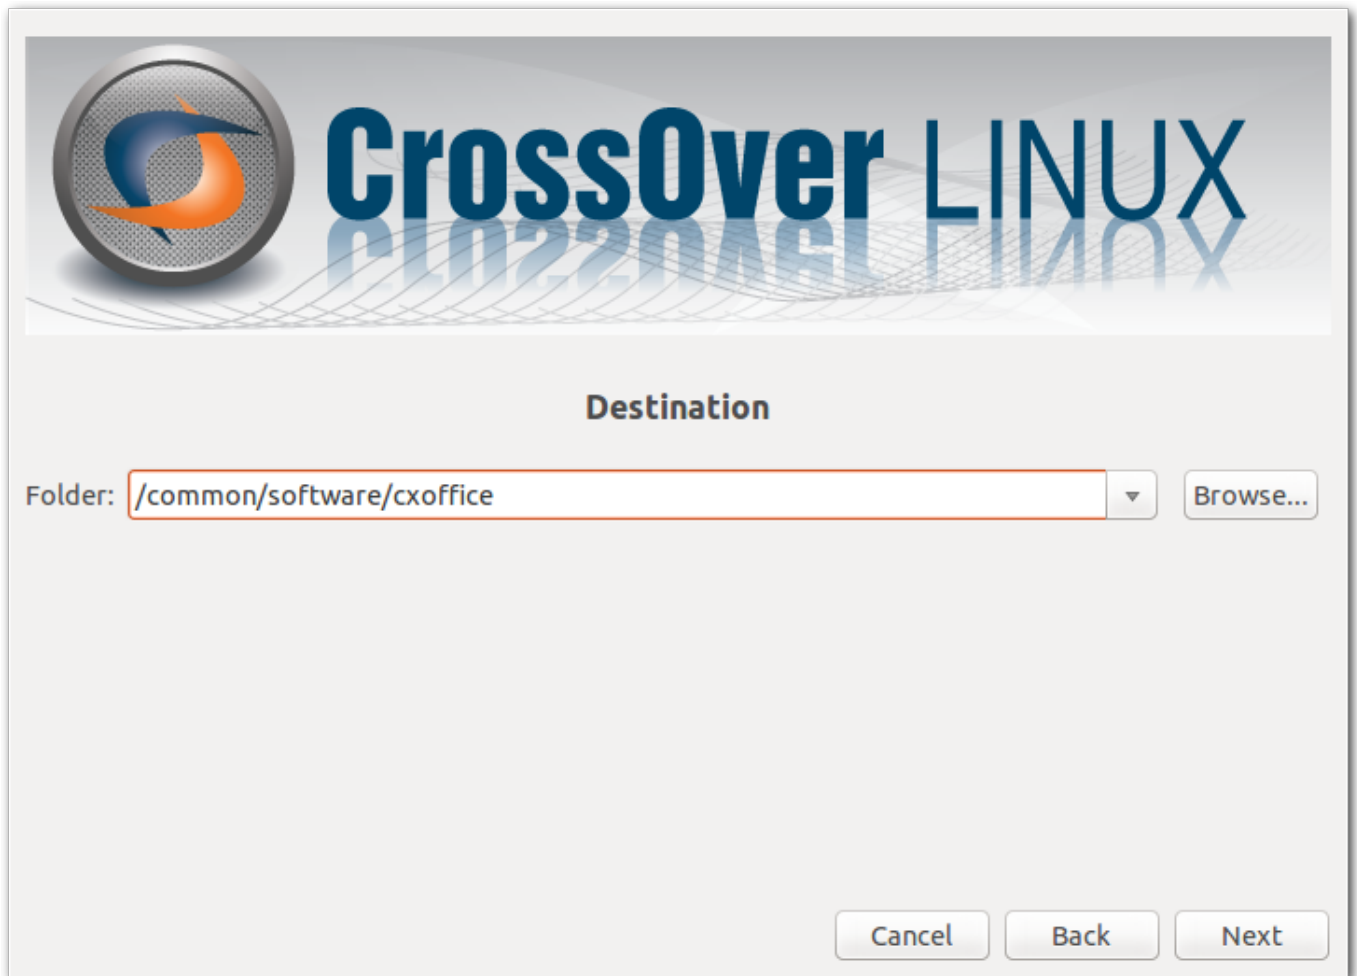 CrossOver LINUX
Destination
Folder: /common/software/cxoffice Browse...
Cancel Back Next